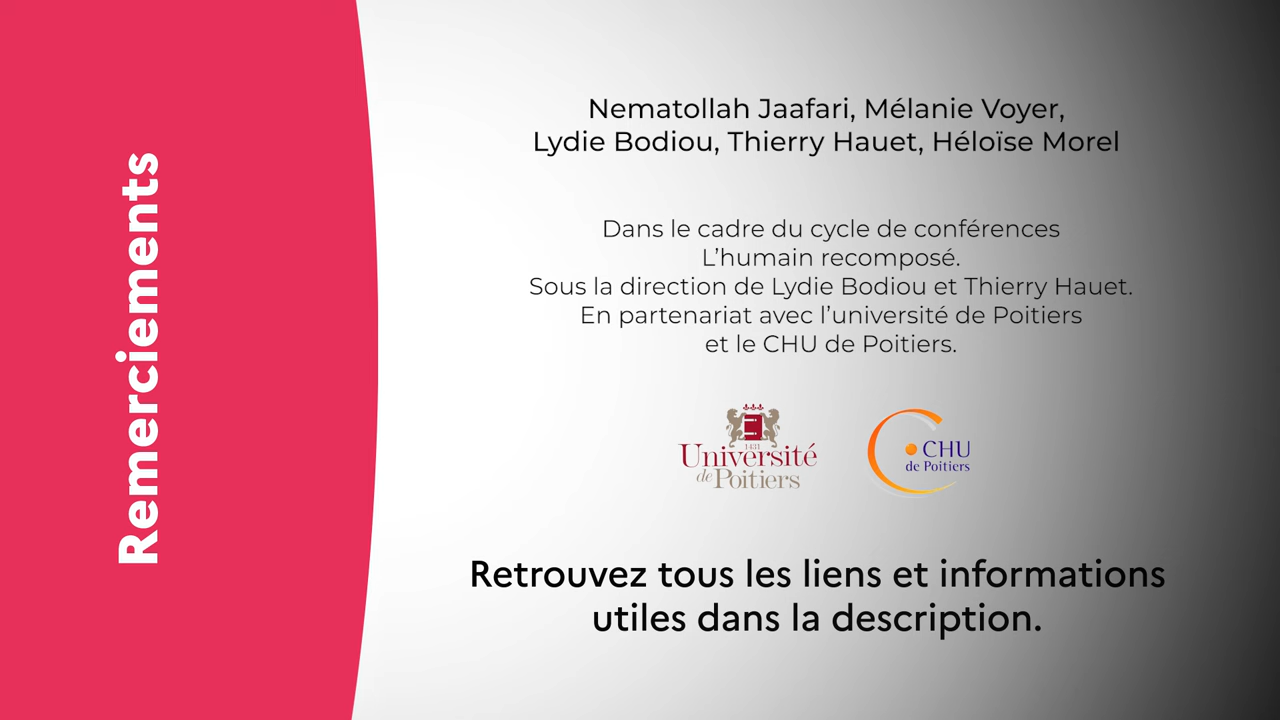 Remerciements
Nematollah Jaafari, Mélanie Voyer,
Lydie Bodiou, Thierry Hauet, Héloïse Morel
Dans le cadre du cycle de conférences
L’humain recomposé.
Sous la direction de Lydie Bodiou et Thierry Hauet.
En partenariat avec l’université de Poitiers
et le CHU de Poitiers.
1431
Université
de Poitiers
CHU
de Poitiers
Retrouvez tous les liens et informations
utiles dans la description.